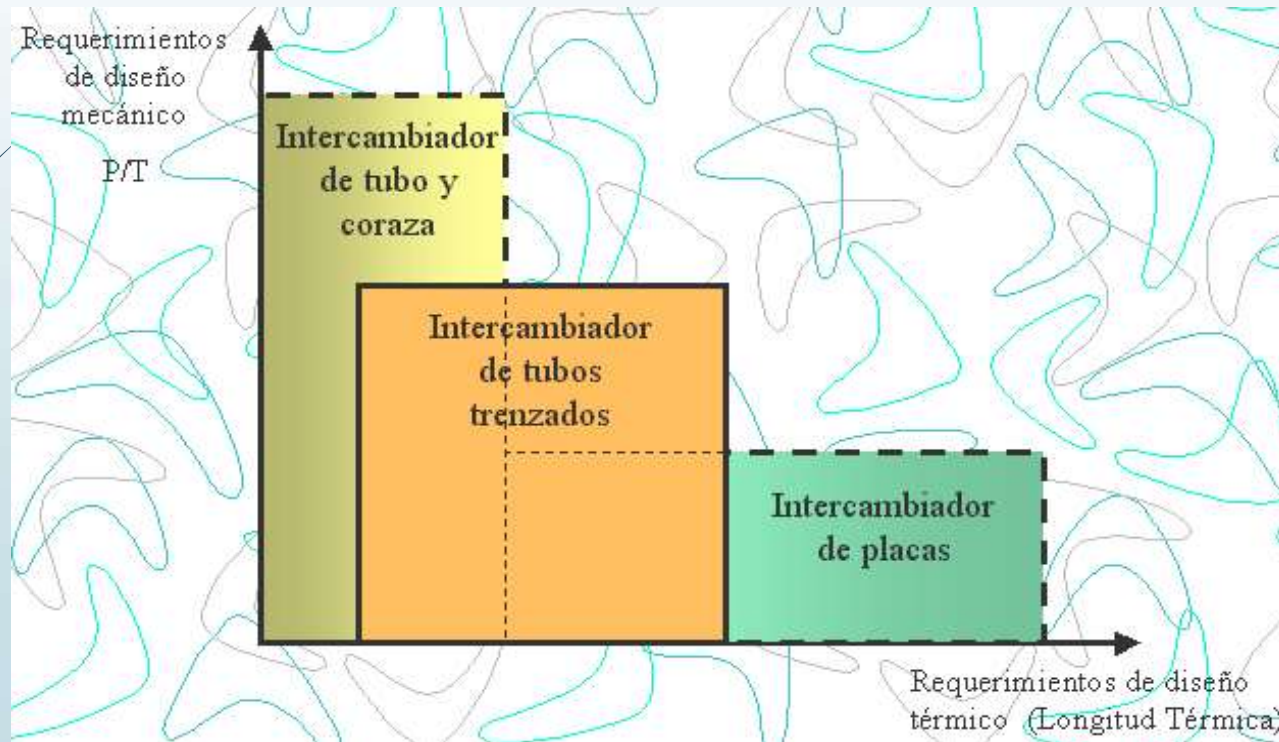 Requerimientos
de diseño
mecánico
P/T
Intercambiador
de tubo y
coraza
Intercambiador
de tubos
trenzados
Intercambiador
de placas
Requerimientos de diseño
térmico (Longitud Térmica)